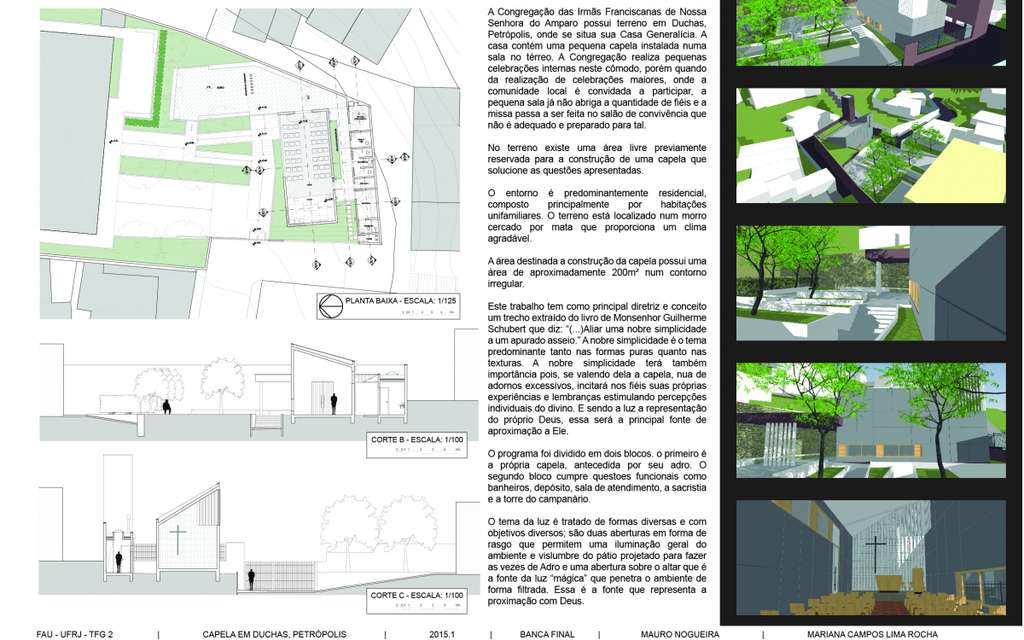 A Congregação das Irmãs Franciscanas de Nossa
Senhora do Amparo possui terreno em Duchas,
Petrópolis, onde se situa sua Casa Generalícia. A
casa contém uma pequena capela instalada numa
sala no térreo. A Congregação realiza pequenas
celebrações internas neste cômodo, porém quando
da realização de celebrações maiores, onde a
comunidade local é convidada a participar, a
pequena sala já não abriga a quantidade de fiéis e a
missa passa a ser feita no salão de convivência que
não é adequado e preparado para tal.
No terreno existe uma área livre previamente
reservada para a construção de uma capela que
solucione as questões apresentadas.
O entorno é predominantemente residencial,
composto principalmente por habitações
unifamiliares. O terreno está localizado num morro
cercado por mata que proporciona um clima
agradável.
A área destinada a construção da capela possui uma
área de aproximadamente 200m² num contorno
irregular.
Este trabalho tem como principal diretriz e conceito
um trecho extraído do livro de Monsenhor Guilherme
Schubert que diz: “(...)Aliar uma nobre simplicidade
a um apurado asseio.” A nobre simplicidade é o tema
predominante tanto nas formas puras quanto nas
texturas. A nobre simplicidade terá também
importância pois, se valendo dela a capela, nua de
adornos excessivos, incitará nos fiéis suas próprias
experiências e lembranças estimulando percepções
individuais do divino. E sendo a luz a representação
do próprio Deus, essa será a principal fonte de
aproximação a Ele.
O programa foi dividido em dois blocos. o primeiro é
a própria capela, antecedida por seu adro. O
segundo bloco cumpre questoes funcionais como
banheiros, depósito, sala de atendimento, a sacristia
e a torre do campanário.
O tema da luz é tratado de formas diversas e com
objetivos diversos; são duas aberturas em forma de
rasgo que permitem uma iluminação geral do
ambiente e vislumbre do pátio projetado para fazer
as vezes de Adro e uma abertura sobre o altar que é
a fonte da luz “mágica” que penetra o ambiente de
forma filtrada. Essa é a fonte que representa a
proximação com Deus.
PLANTA BAIXA - ESCALA: 1/125
CORTE B - ESCALA: 1/100
CORTE C - ESCALA: 1/100
FAU - UFRJ - TFG 2 | CAPELA EM DUCHAS, PETRÓPOLIS | 2015.1 | BANCA FINAL | MAURO NOGUEIRA | MARIANA CAMPOS LIMA ROCHA